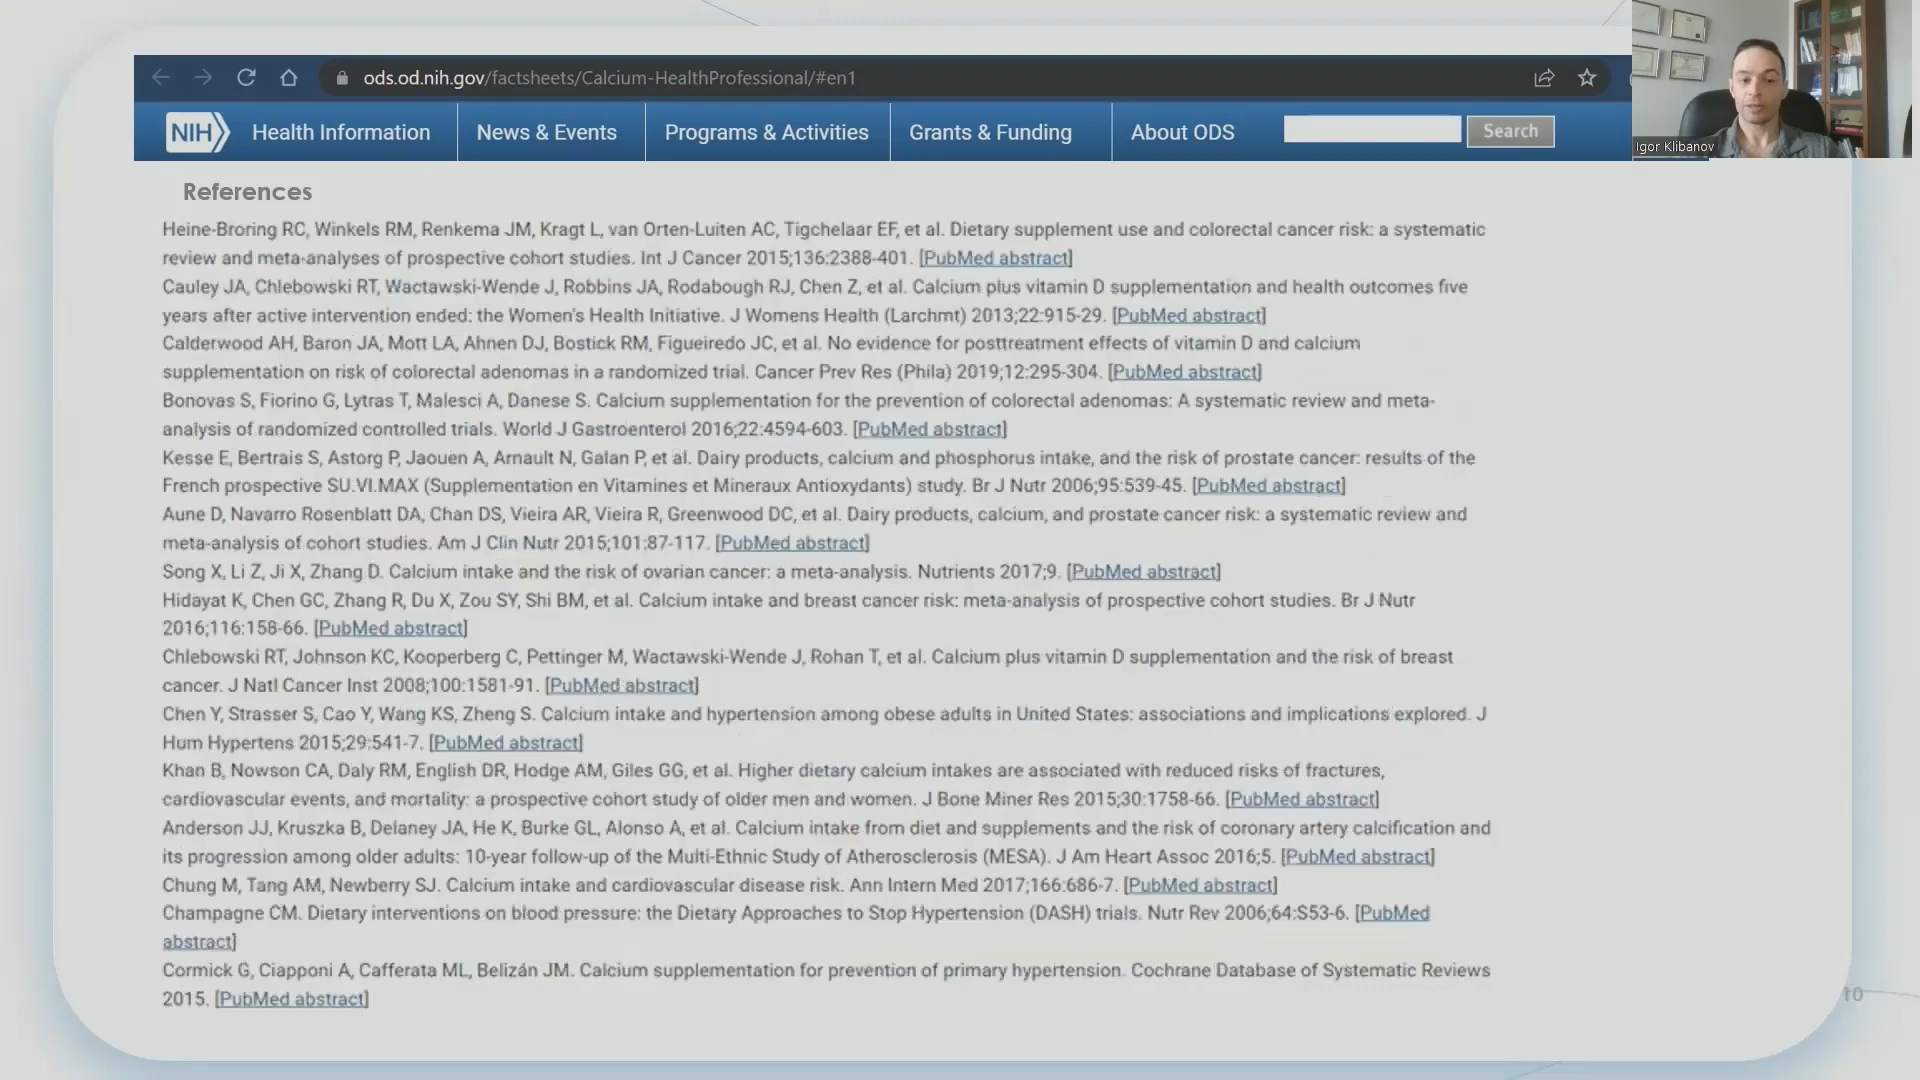 ods.od.nih.gov/factsheets/Calcium-HealthProfessional/#en1
NIH Health Information News & Events Programs & Activities Grants & Funding About ODS Search
Igor Klibanov
References
Heine-Broring RC, Winkels RM, Renkema JM, Kragt L, van Orten-Luiten AC, Tigchelaar EF, et al. Dietary supplement use and colorectal cancer risk: a systematic
review and meta-analyses of prospective cohort studies. Int J Cancer 2015;136:2388-401. [PubMed abstract]
Cauley JA, Chlebowski RT, Wactawski-Wende J, Robbins JA, Rodabough RJ, Chen Z, et al. Calcium plus vitamin D supplementation and health outcomes five
years after active intervention ended: the Women's Health Initiative. J Womens Health (Larchmt) 2013;22:915-29. [PubMed abstract]
Calderwood AH, Baron JA, Mott LA, Ahnen DJ, Bostick RM, Figueiredo JC, et al. No evidence for posttreatment effects of vitamin D and calcium
supplementation on risk of colorectal adenomas in a randomized trial. Cancer Prev Res (Phila) 2019;12:295-304. [PubMed abstract]
Bonovas S, Fiorino G, Lytras T, Malesci A, Danese S. Calcium supplementation for the prevention of colorectal adenomas: A systematic review and meta-
analysis of randomized controlled trials. World J Gastroenterol 2016;22:4594-603. [PubMed abstract]
Kesse E, Bertrais S, Astorg P, Jaouen A, Arnault N, Galan P, et al. Dairy products, calcium and phosphorus intake, and the risk of prostate cancer: results of the
French prospective SU.VI.MAX (Supplementation en Vitamines et Mineraux Antioxydants) study. Br J Nutr 2006;95:539-45. [PubMed abstract]
Aune D, Navarro Rosenblatt DA, Chan DS, Vieira AR, Vieira R, Greenwood DC, et al. Dairy products, calcium, and prostate cancer risk: a systematic review and
meta-analysis of cohort studies. Am J Clin Nutr 2015;101:87-117. [PubMed abstract]
Song X, Li Z, Ji X, Zhang D. Calcium intake and the risk of ovarian cancer: a meta-analysis. Nutrients 2017;9. [PubMed abstract]
Hidayat K, Chen GC, Zhang R, Du X, Zou SY, Shi BM, et al. Calcium intake and breast cancer risk: meta-analysis of prospective cohort studies. Br J Nutr
2016;116:158-66. [PubMed abstract]
Chlebowski RT, Johnson KC, Kooperberg C, Pettinger M, Wactawski-Wende J, Rohan T, et al. Calcium plus vitamin D supplementation and the risk of breast
cancer. J Natl Cancer Inst 2008;100:1581-91. [PubMed abstract]
Chen Y, Strasser S, Cao Y, Wang KS, Zheng S. Calcium intake and hypertension among obese adults in United States: associations and implications explored. J
Hum Hypertens 2015;29:541-7. [PubMed abstract]
Khan B, Nowson CA, Daly RM, English DR, Hodge AM, Giles GG, et al. Higher dietary calcium intakes are associated with reduced risks of fractures,
cardiovascular events, and mortality: a prospective cohort study of older men and women. J Bone Miner Res 2015;30:1758-66. [PubMed abstract]
Anderson JJ, Kruszka B, Delaney JA, He K, Burke GL, Alonso A, et al. Calcium intake from diet and supplements and the risk of coronary artery calcification and
its progression among older adults: 10-year follow-up of the Multi-Ethnic Study of Atherosclerosis (MESA). J Am Heart Assoc 2016;5. [PubMed abstract]
Chung M, Tang AM, Newberry SJ. Calcium intake and cardiovascular disease risk. Ann Intern Med 2017;166:686-7. [PubMed abstract]
Champagne CM. Dietary interventions on blood pressure: the Dietary Approaches to Stop Hypertension (DASH) trials. Nutr Rev 2006;64:S53-6. [PubMed
abstract]
Cormick G, Ciapponi A, Cafferata ML, Belizán JM. Calcium supplementation for prevention of primary hypertension. Cochrane Database of Systematic Reviews
2015. [PubMed abstract]
10